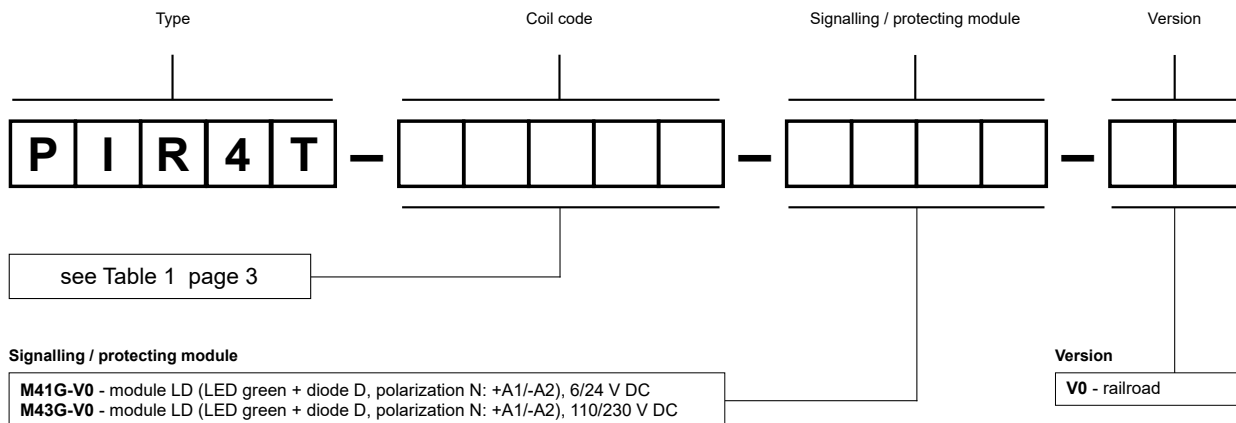 Type Coil code Signalling / protecting module Version
P I R 4 T – – –
see Table 1 page 3
Signalling / protecting module
M41G-V0 - module LD (LED green + diode D, polarization N: +A1/-A2), 6/24 V DC
M43G-V0 - module LD (LED green + diode D, polarization N: +A1/-A2), 110/230 V DC
Version
V0 - railroad